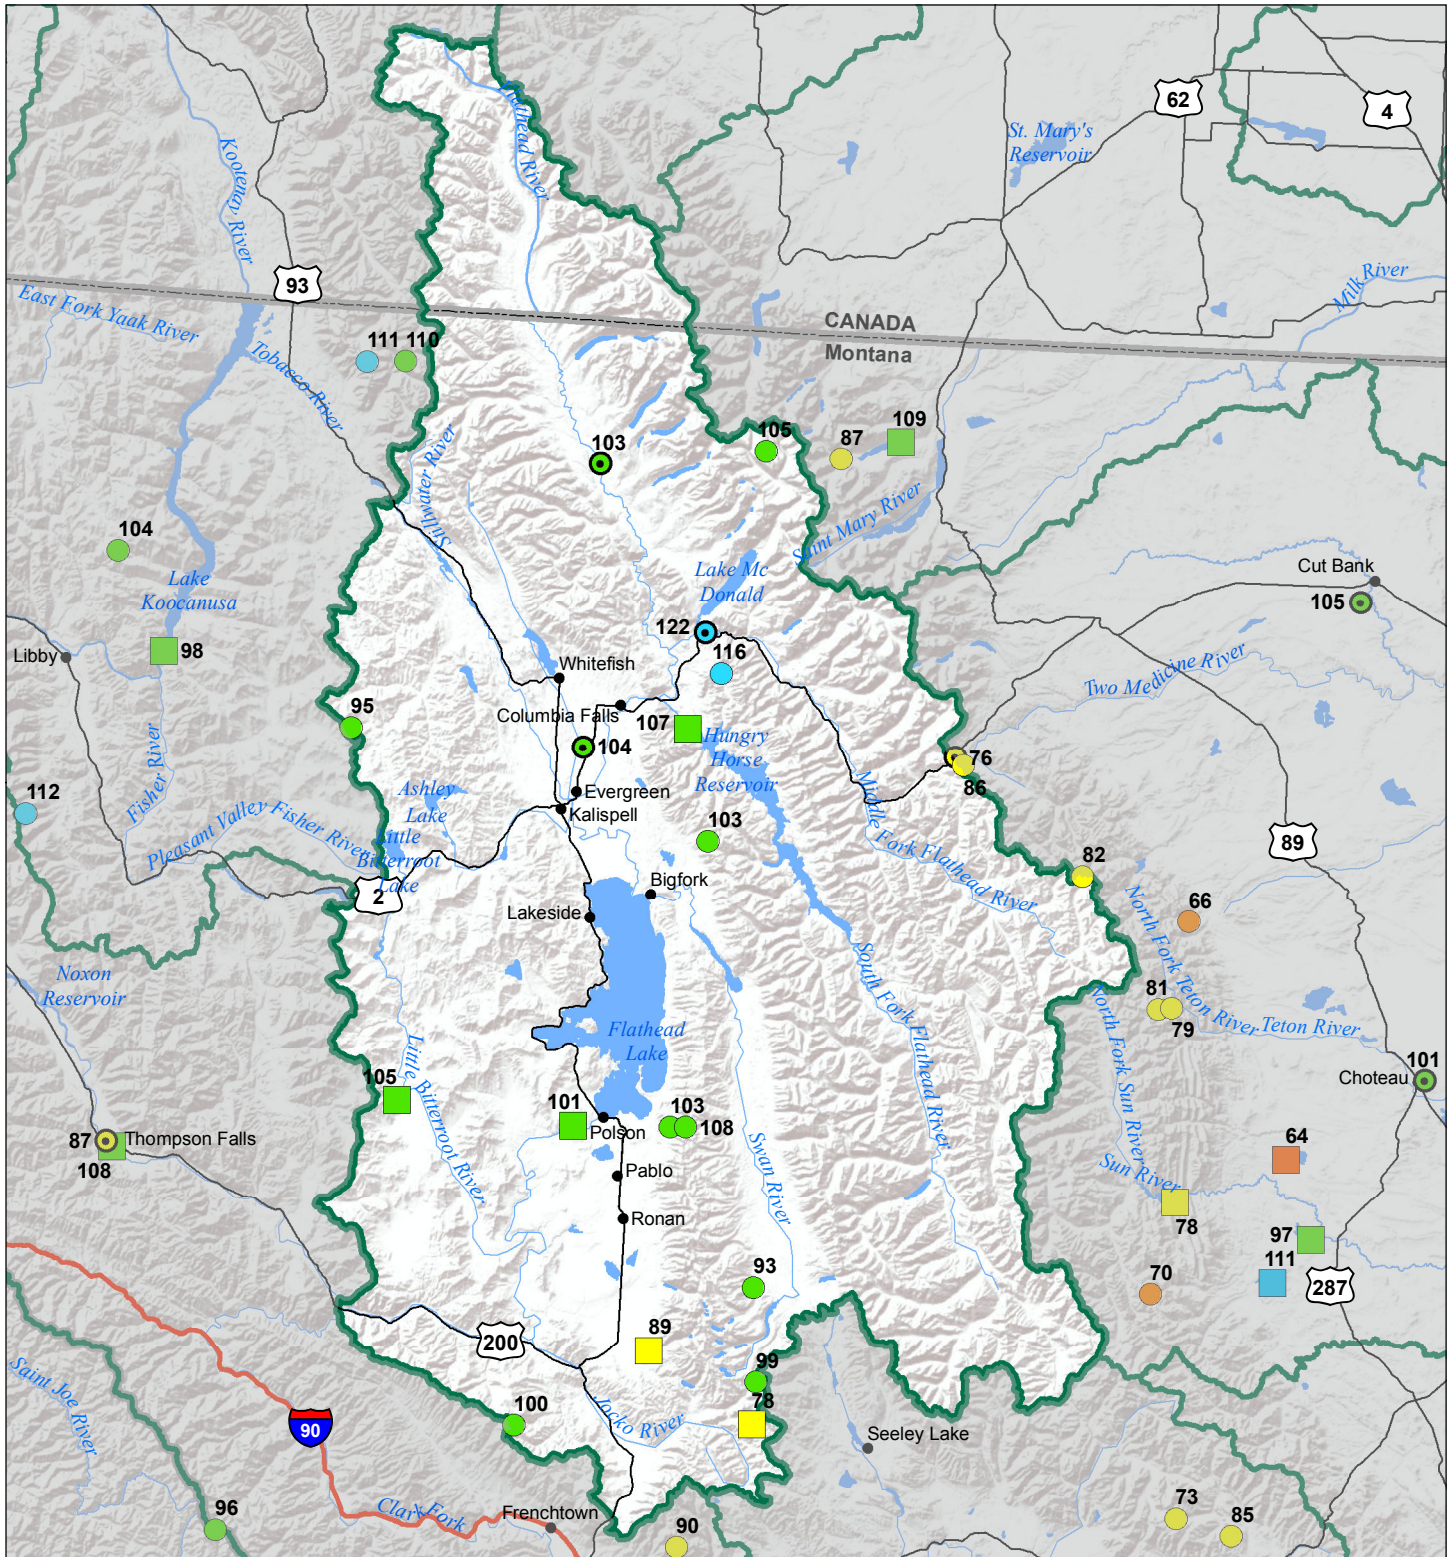 62
4
St. Mary's
Reservoir
Flathead River
Kootenay River
93
Milk River
East Fork Yaak River
CANADA
Montana
Tobacco River
111
110
Stillwater River
103
105
87
109
Saint Mary River
104
Lake
Koocanusa
Lake Mc
Donald
Cut Bank
105
122
116
Libby
98
Whitefish
Two Medicine River
95
Columbia Falls
107
Hungry
Horse
Reservoir
104
76
86
Fisher River
112
Ashley
Lake
Evergreen
Kalispell
Middle Fork Flathead River
Pleasant Valley Fisher River
Little
Bitterroot
Lake
103
89
82
2
Bigfork
Lakeside
North Fork Teton River
66
Noxon
Reservoir
South Fork Flathead River
81
79
North Fork Sun River
Teton River
Flathead
Lake
Little Bitterroot River
101
Choteau
105
101
Polson
103
108
87
Thompson Falls
108
Swan River
64
Pablo
Sun River
78
Ronan
97
111
93
70
287
200
89
Saint Joe River
99
78
100
Jocko River
90
Seeley Lake
96
Clark Fork
Frenchtown
90
73
85